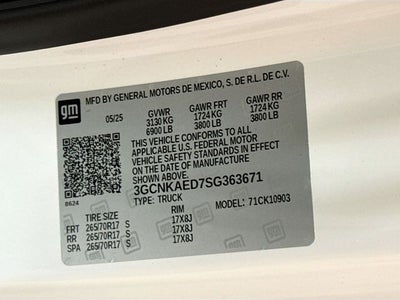 gm
MFD BY GENERAL MOTORS DE MEXICO, S. DE R.L. DE C.V.
05/25 GVWR GAWR FRT GAWR RR
3130 KG 1724 KG 1724 KG
6900 LB 3800 LB 3800 LB
THIS VEHICLE CONFORMS TO ALL
APPLICABLE U.S. FEDERAL MOTOR
VEHICLE SAFETY STANDARDS IN
EFFECT ON THE DATE OF
MANUFACTURE SHOWN ABOVE.
3GCNKAED7SG363671
B624
TYPE: TRUCK MODEL: 71CK10903
TIRE SIZE RIM
FRT 265/70R17 S 17X8J
RR 265/70R17 S 17X8J
SPA 265/70R17 S 17X8J